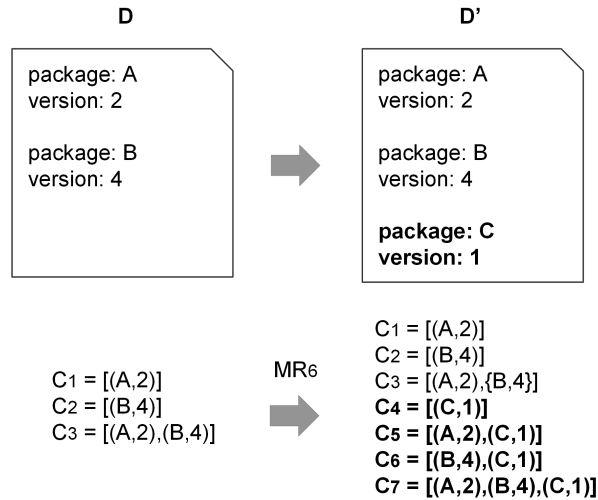 D
package: A
version: 2
package: B
version: 4
D’
package: A
version: 2
package: B
version: 4
package: C
version: 1
C1 = [(A,2)]
C2 = [(B,4)]
C3 = [(A,2),(B,4)]
MR6
C1 = [(A,2)]
C2 = [(B,4)]
C3 = [(A,2),{B,4}]
C4 = [(C,1)]
C5 = [(A,2),(C,1)]
C6 = [(B,4),(C,1)]
C7 = [(A,2),(B,4),(C,1)]